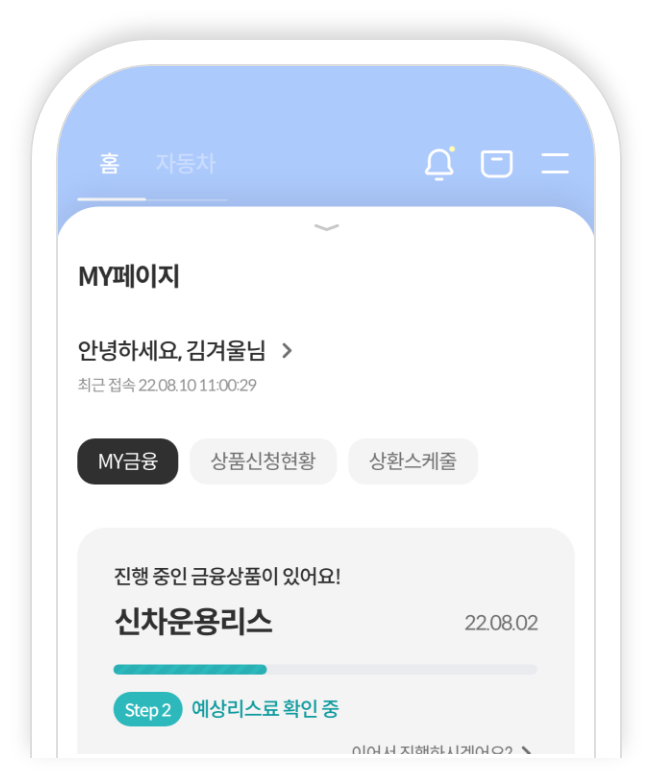 홈 자동차
MY페이지
안녕하세요, 김겨울님
최근 접속 22.08.10 11:00:29
MY금융 상품신청현황 상환스케줄
진행 중인 금융상품이 있어요!
신차운용리스 22.08.02
Step 2 예상리스료 확인 중
이어서 진행하시겠어요?